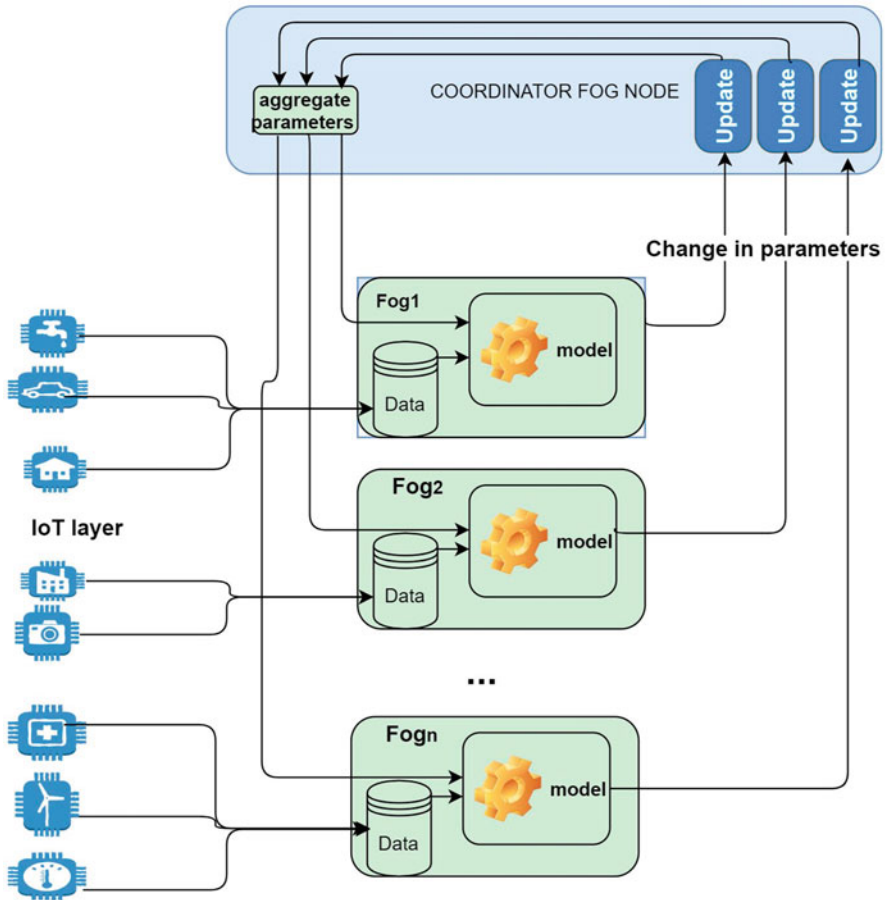 COORDINATOR FOG NODE
aggregate
parameters
Update
Update
Update
Change in parameters
Fog1
model
Data
Fog2
model
Data
IoT layer
...
Fogn
model
Data